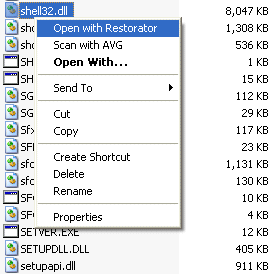 shell32.dll 8,047 KB
Open with Restorator
sho 1,308 KB
Scan with AVG
sho 536 KB
Open With...
SH 1 KB
SH 15 KB
Send To
SG 112 KB
SG 29 KB
Cut
Sfx 117 KB
Copy
SF 23 KB
sfc 1,131 KB
Create Shortcut
sfc 130 KB
Delete
SFC 10 KB
Rename
SFC 4 KB
Properties
SETVER.EXE 12 KB
SETUPDLL.DLL 405 KB
setupapi.dll 911 KB